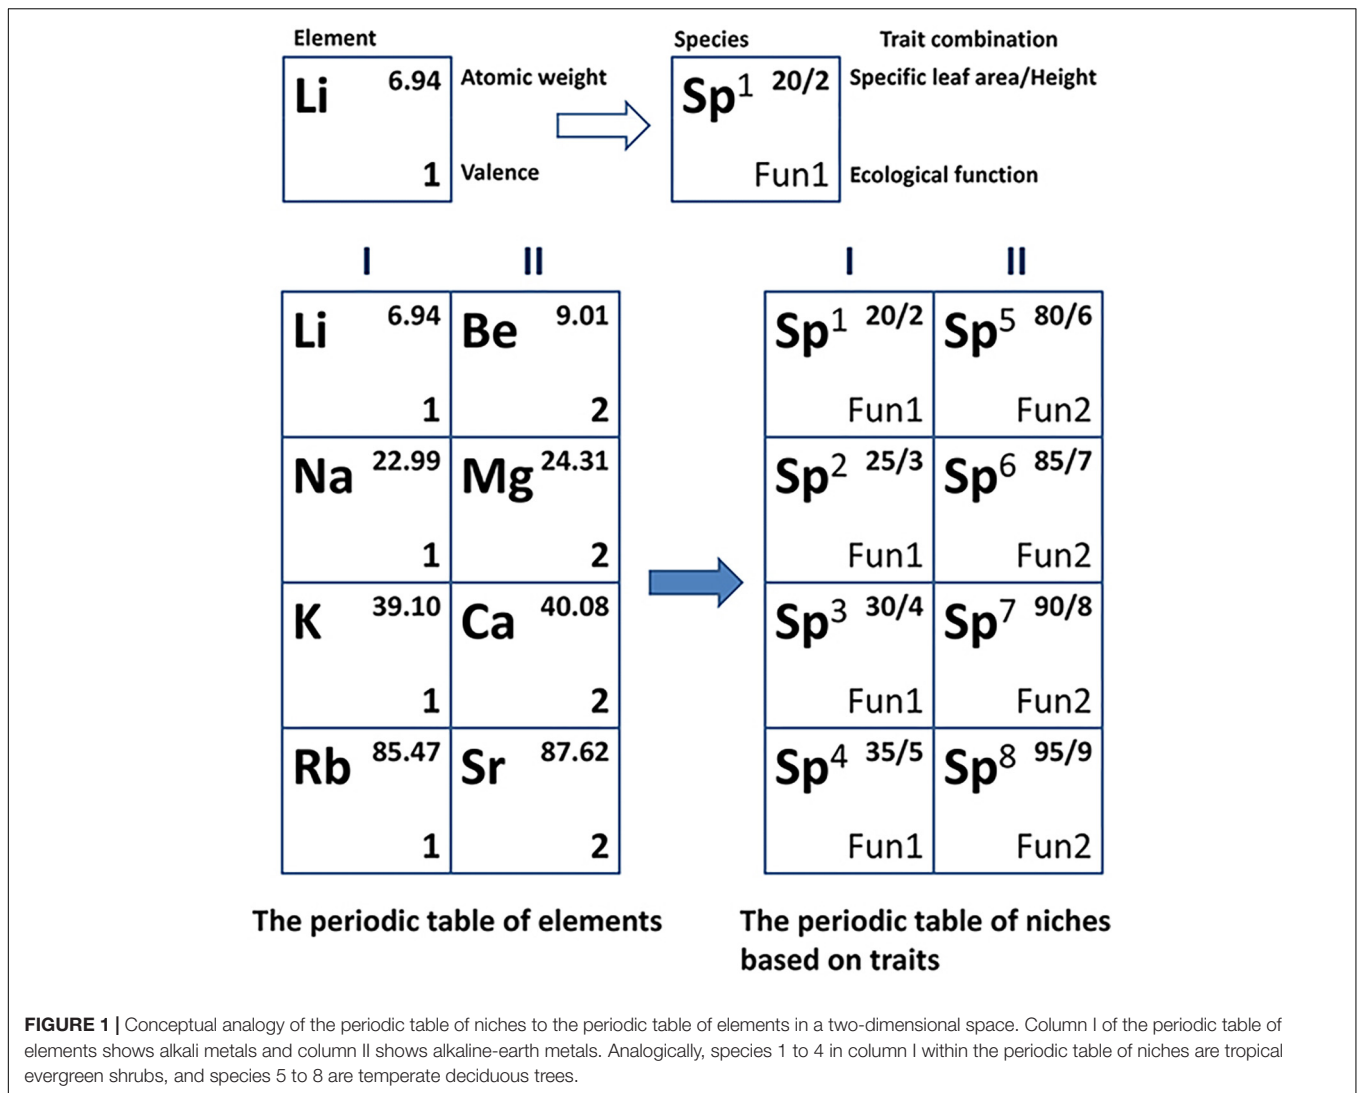 Element
Species
Trait combination
Li 6.94
Atomic weight
1
Valence
Sp1 20/2
Specific leaf area/Height
Fun1
Ecological function
I II
I II
Li 6.94 Be 9.01
1 2
Na 22.99 Mg 24.31
1 2
K 39.10 Ca 40.08
1 2
Rb 85.47 Sr 87.62
1 2
The periodic table of elements
Sp1 20/2 Sp5 80/6
Fun1 Fun2
Sp2 25/3 Sp6 85/7
Fun1 Fun2
Sp3 30/4 Sp7 90/8
Fun1 Fun2
Sp4 35/5 Sp8 95/9
Fun1 Fun2
The periodic table of niches
based on traits
FIGURE 1 | Conceptual analogy of the periodic table of niches to the periodic table of elements in a two-dimensional space. Column I of the periodic table of
elements shows alkali metals and column II shows alkaline-earth metals. Analogically, species 1 to 4 in column I within the periodic table of niches are tropical
evergreen shrubs, and species 5 to 8 are temperate deciduous trees.